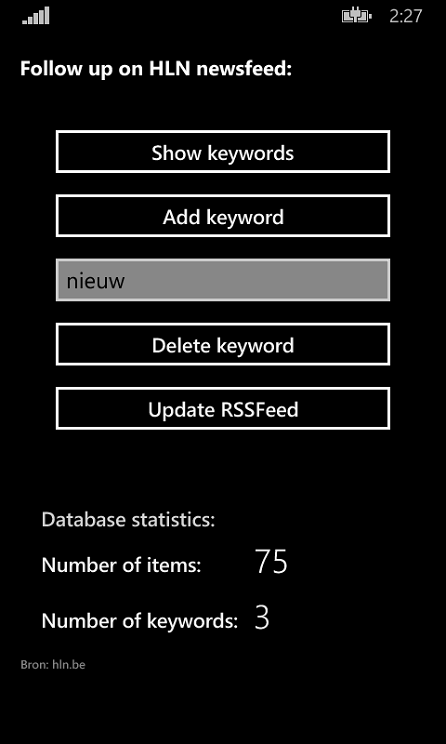 2:27
Follow up on HLN newsfeed:
Show keywords
Add keyword
nieuw
Delete keyword
Update RSSFeed
Database statistics:
Number of items: 75
Number of keywords: 3
Bron: hln.be